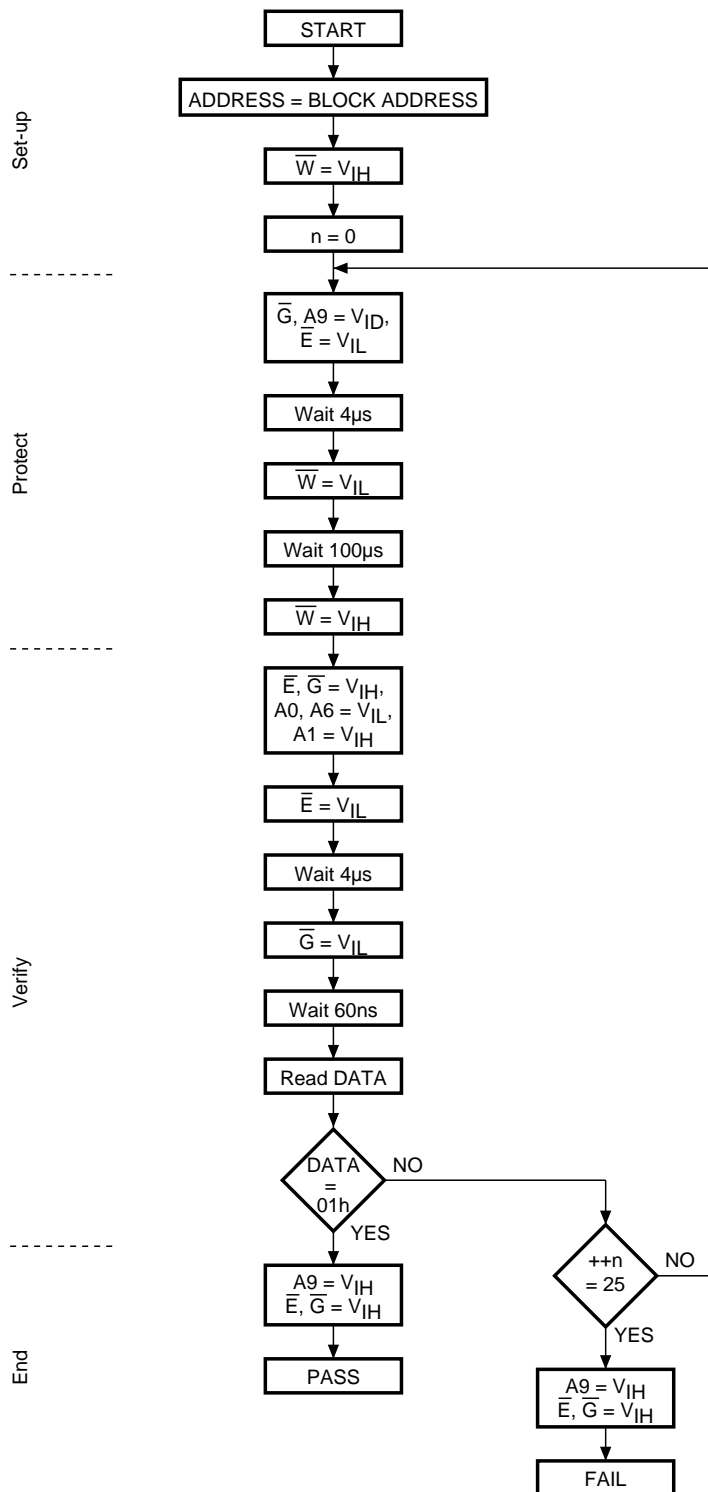 START
ADDRESS = BLOCK ADDRESS
Set-up
W̅ = VIH
n = 0
G̅, A9 = VID,
E̅ = VIL
Wait 4µs
Protect
W̅ = VIL
Wait 100µs
W̅ = VIH
E̅, G̅ = VIH,
A0, A6 = VIL,
A1 = VIH
E̅ = VIL
Wait 4µs
G̅ = VIL
Verify
Wait 60ns
Read DATA
DATA
=
01h
NO
YES
++n
= 25
NO
YES
A9 = VIH
E̅, G̅ = VIH
End
PASS
A9 = VIH
E̅, G̅ = VIH
FAIL